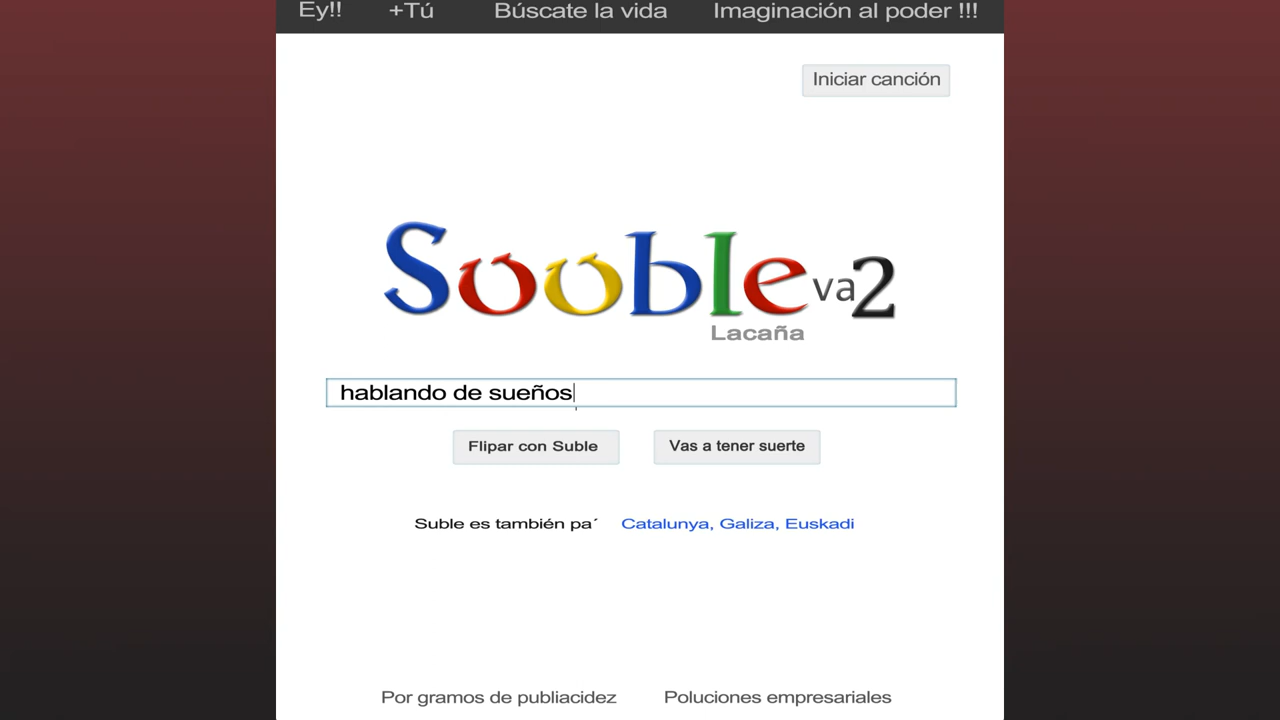 Ey!! +Tú Búscate la vida Imaginación al poder !!!
Iniciar canción
Sooble va2
Lacaña
hablando de sueños
Flipar con Suble Vas a tener suerte
Suble es también pa´ Catalunya, Galiza, Euskadi
Por gramos de publiacidez Poluciones empresariales